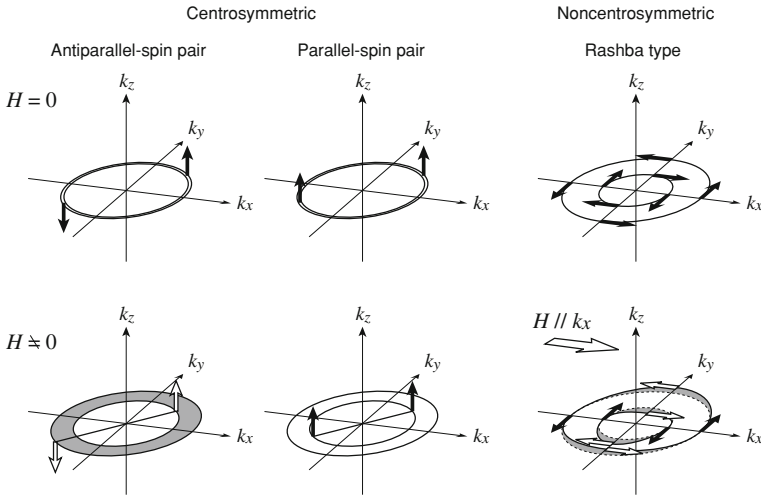 Centrosymmetric
Noncentrosymmetric
Antiparallel-spin pair
Parallel-spin pair
Rashba type
H = 0
kz
ky
kx
kz
ky
kx
kz
ky
kx
H ≒ 0
H // kx
kz
ky
kx
kz
ky
kx
kz
ky
kx